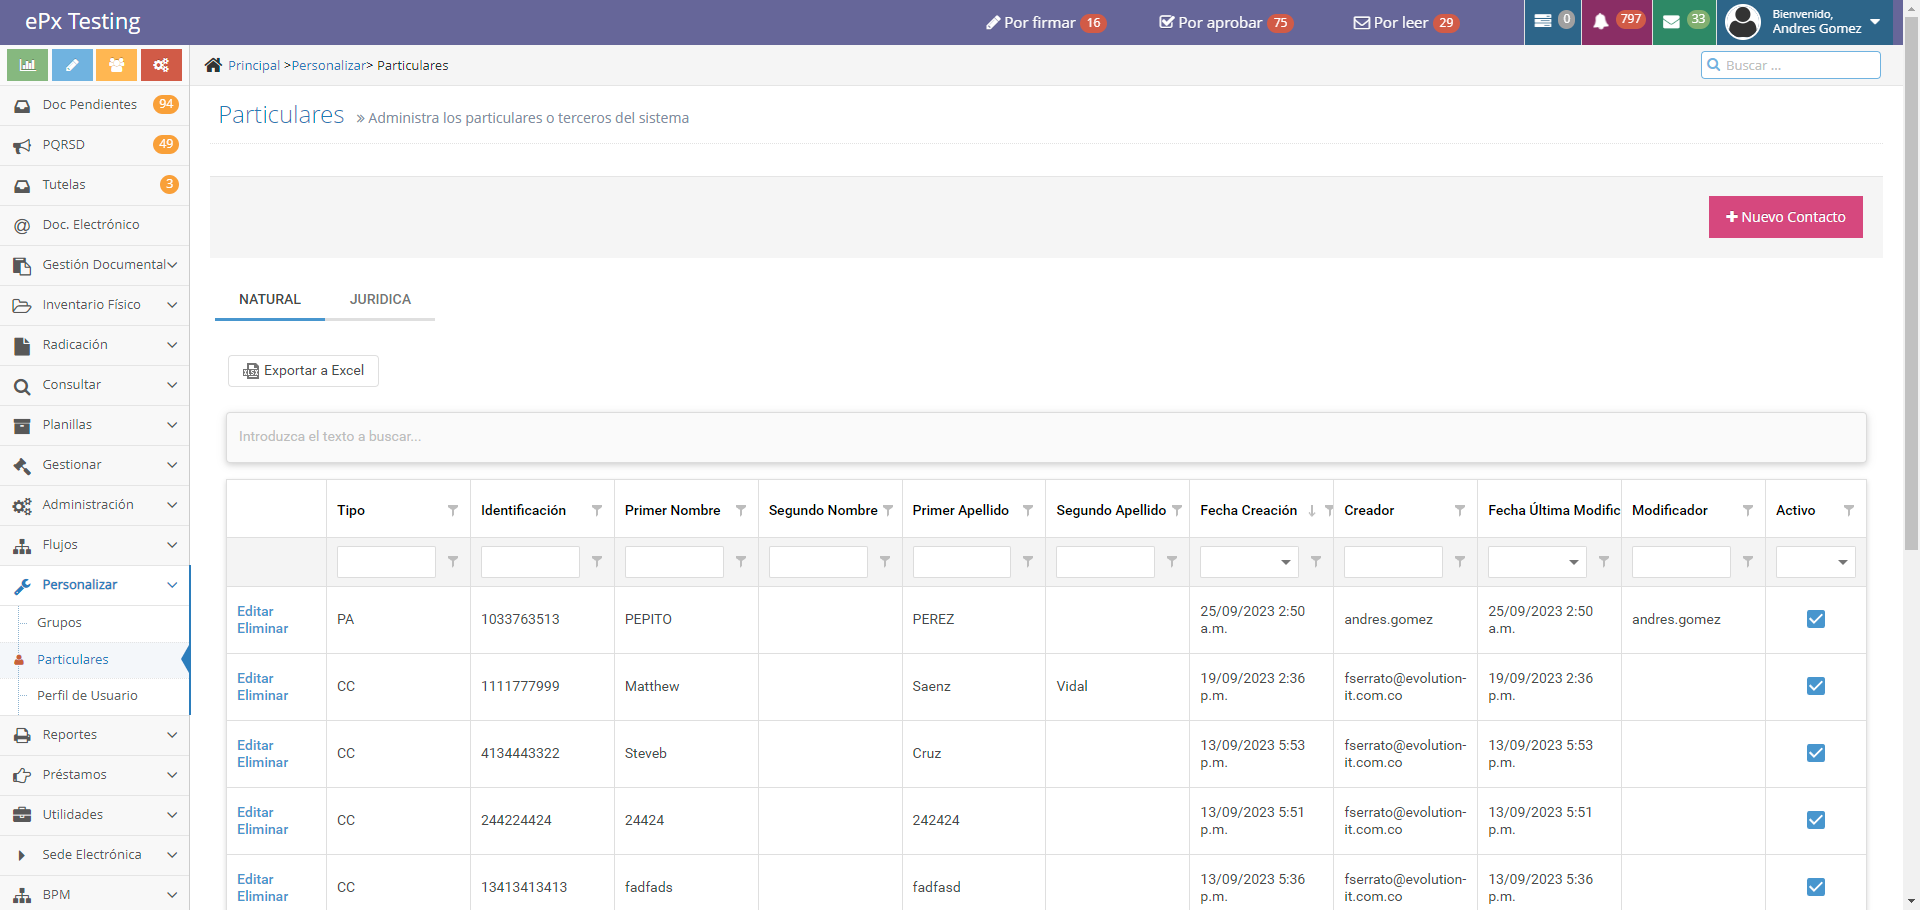 ePx Testing
Por firmar 16
Por aprobar 75
Por leer 29
0
797
33
Bienvenido,
Andres Gomez
Principal >Personalizar> Particulares
Buscar ...
Doc Pendientes 94
PQRSD 49
Tutelas 3
@ Doc. Electrónico
Gestión Documental
Inventario Físico
Radicación
Consultar
Planillas
Gestionar
Administración
Flujos
Personalizar
Grupos
Particulares
Perfil de Usuario
Reportes
Préstamos
Utilidades
Sede Electrónica
BPM
Particulares » Administra los particulares o terceros del sistema
+ Nuevo Contacto
NATURAL JURIDICA
Exportar a Excel
Introduzca el texto a buscar...
Tipo Identificación Primer Nombre Segundo Nombre Primer Apellido Segundo Apellido Fecha Creación Creador Fecha Última Modific Modificador Activo
Editar Eliminar PA 1033763513 PEPITO PEREZ 25/09/2023 2:50 a.m. andres.gomez 25/09/2023 2:50 a.m. andres.gomez
Editar Eliminar CC 1111777999 Matthew Saenz Vidal 19/09/2023 2:36 p.m. fserrato@evolution-it.com.co 19/09/2023 2:36 p.m.
Editar Eliminar CC 4134443322 Steveb Cruz 13/09/2023 5:53 p.m. fserrato@evolution-it.com.co 13/09/2023 5:53 p.m.
Editar Eliminar CC 244224424 24424 242424 13/09/2023 5:51 p.m. fserrato@evolution-it.com.co 13/09/2023 5:51 p.m.
Editar Eliminar CC 13413413413 fadfads fadfasd 13/09/2023 5:36 p.m. fserrato@evolution-it.com.co 13/09/2023 5:36 p.m.